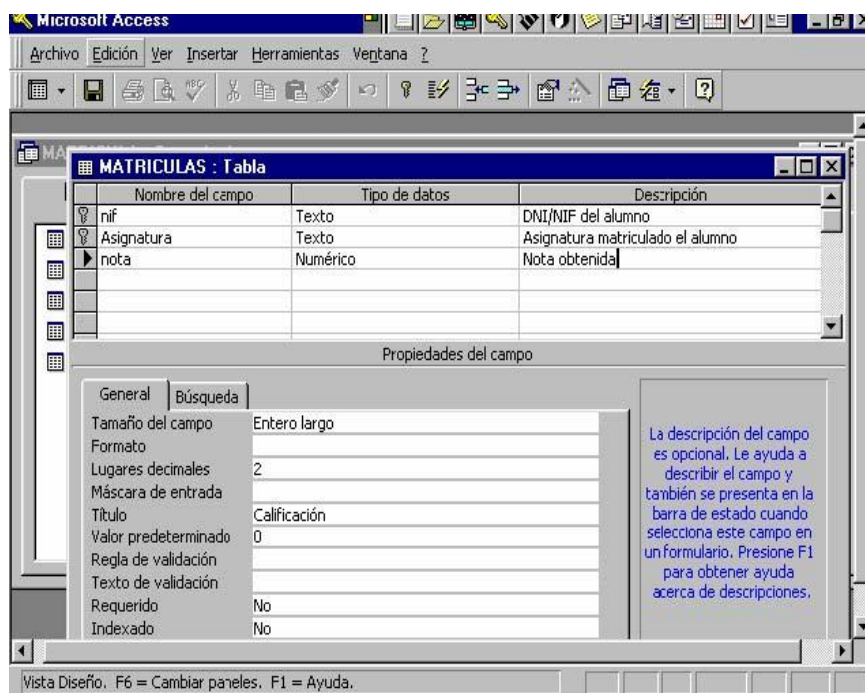 Microsoft Access
Archivo Edición Ver Insertar Herramientas Ventana ?
MATRICULAS : Tabla
Nombre del campo Tipo de datos Descripción
nif Texto DNI/NIF del alumno
Asignatura Texto Asignatura matriculado el alumno
nota Numérico Nota obtenida
Propiedades del campo
General Búsqueda
Tamaño del campo Entero largo
Formato
Lugares decimales 2
Máscara de entrada
Título Calificación
Valor predeterminado 0
Regla de validación
Texto de validación
Requerido No
Indexado No
La descripción del campo
es opcional. Le ayuda a
describir el campo y
también se presenta en la
barra de estado cuando
selecciona este campo en
un formulario. Presione F1
para obtener ayuda
acerca de descripciones.
Vista Diseño. F6 = Cambiar paneles. F1 = Ayuda.